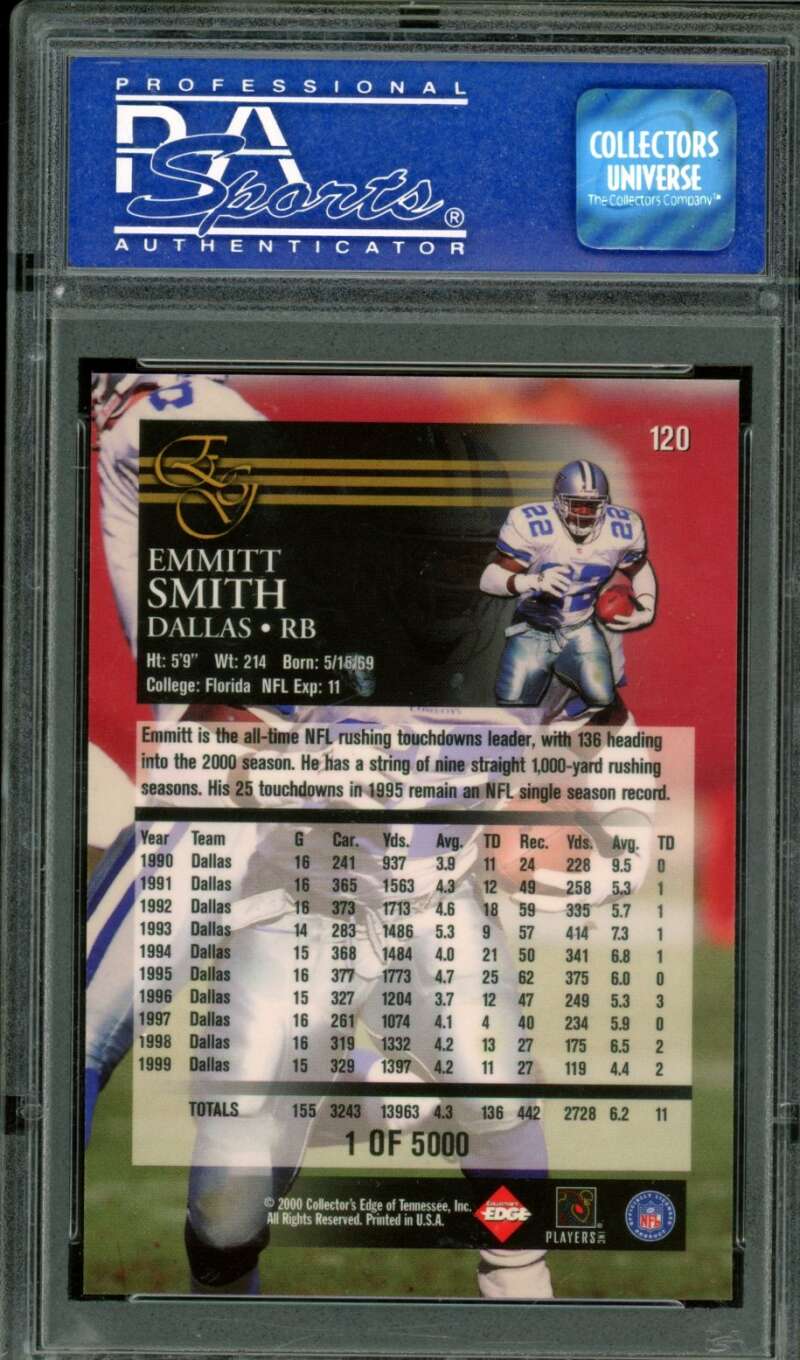 PROFESSIONAL
PSA
Sports®
AUTHENTICATOR
COLLECTORS
UNIVERSE
The Collectors Company™
120
EG
EMMITT
SMITH
DALLAS • RB
Ht: 5'9" Wt: 214 Born: 5/15/69
College: Florida NFL Exp: 11
22 22
Emmitt is the all-time NFL rushing touchdowns leader, with 136 heading
into the 2000 season. He has a string of nine straight 1,000-yard rushing
seasons. His 25 touchdowns in 1995 remain an NFL single season record.
Year Team G Car. Yds. Avg. TD Rec. Yds. Avg. TD
1990 Dallas 16 241 937 3.9 11 24 228 9.5 0
1991 Dallas 16 365 1563 4.3 12 49 258 5.3 1
1992 Dallas 16 373 1713 4.6 18 59 335 5.7 1
1993 Dallas 14 283 1486 5.3 9 57 414 7.3 1
1994 Dallas 15 368 1484 4.0 21 50 341 6.8 1
1995 Dallas 16 377 1773 4.7 25 62 375 6.0 0
1996 Dallas 15 327 1204 3.7 12 47 249 5.3 3
1997 Dallas 16 261 1074 4.1 4 40 234 5.9 0
1998 Dallas 16 319 1332 4.2 13 27 175 6.5 2
1999 Dallas 15 329 1397 4.2 11 27 119 4.4 2
TOTALS 155 3243 13963 4.3 136 442 2728 6.2 11
1 OF 5000
© 2000 Collector's Edge of Tennessee, Inc.
All Rights Reserved. Printed in U.S.A.
EDGE
PLAYERS INC
NFL